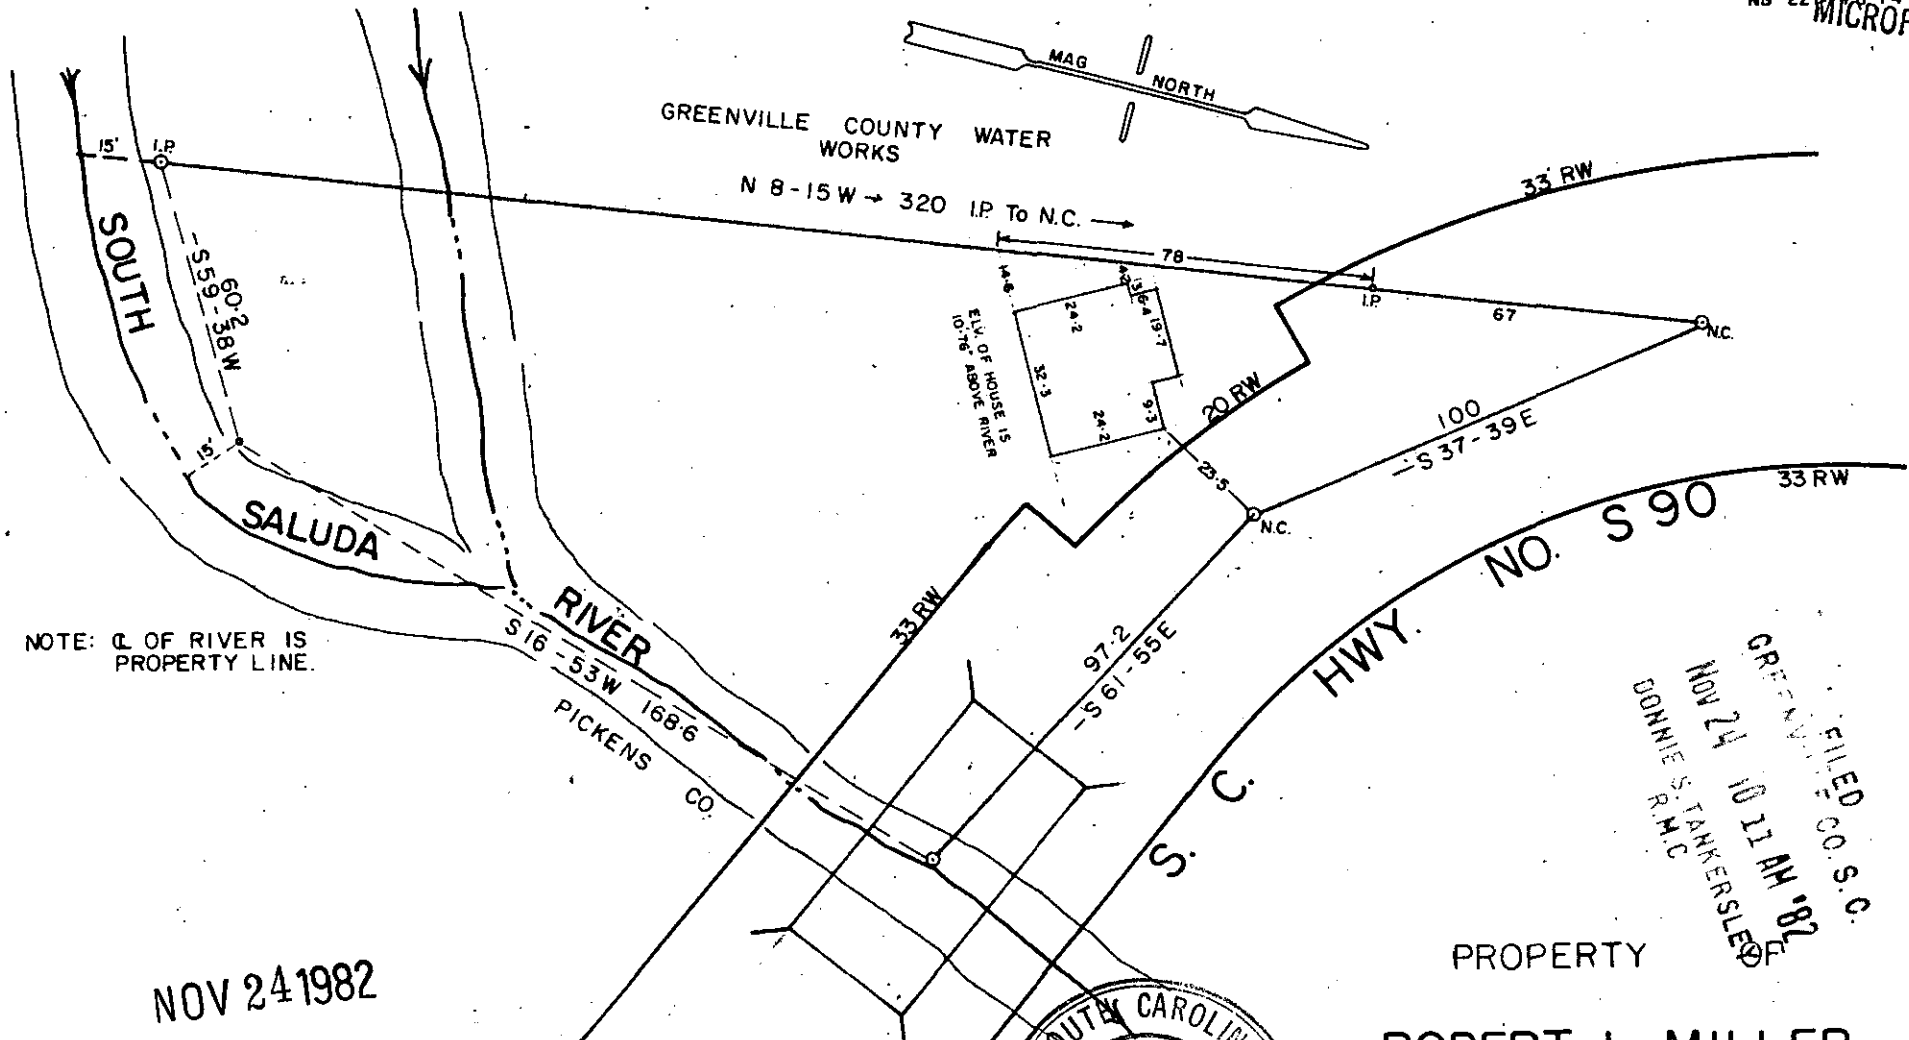 MICROF
MAG NORTH
GREENVILLE COUNTY WATER
WORKS
N 8-15 W → 320 I.P. To N.C. →
33 RW
15'
I.P.
78
I.P.
67
N.C.
SOUTH
60.2
-S 59-38 W
14.6
4.2
24.2
13.6
6.4
19.7
32.3
24.2
9.3
ELV. OF HOUSE IS
10.76" ABOVE RIVER
20 RW
100
-S 37-39 E
23.5
N.C.
15'
SALUDA
RIVER
33 RW
S. C. HWY. NO. S 90
33 RW
NOTE: ℄ OF RIVER IS
PROPERTY LINE.
S 16-53 W 168.6
97.2
-S 61-55 E
PICKENS CO.
FILED
GREENVILLE CO. S. C.
NOV 24 10 11 AM '82
DONNIE S. TANKERSLEY
R.M.C
NOV 24 1982
SOUTH CAROLIN
PROPERTY OF
ROBERT L. MILLER